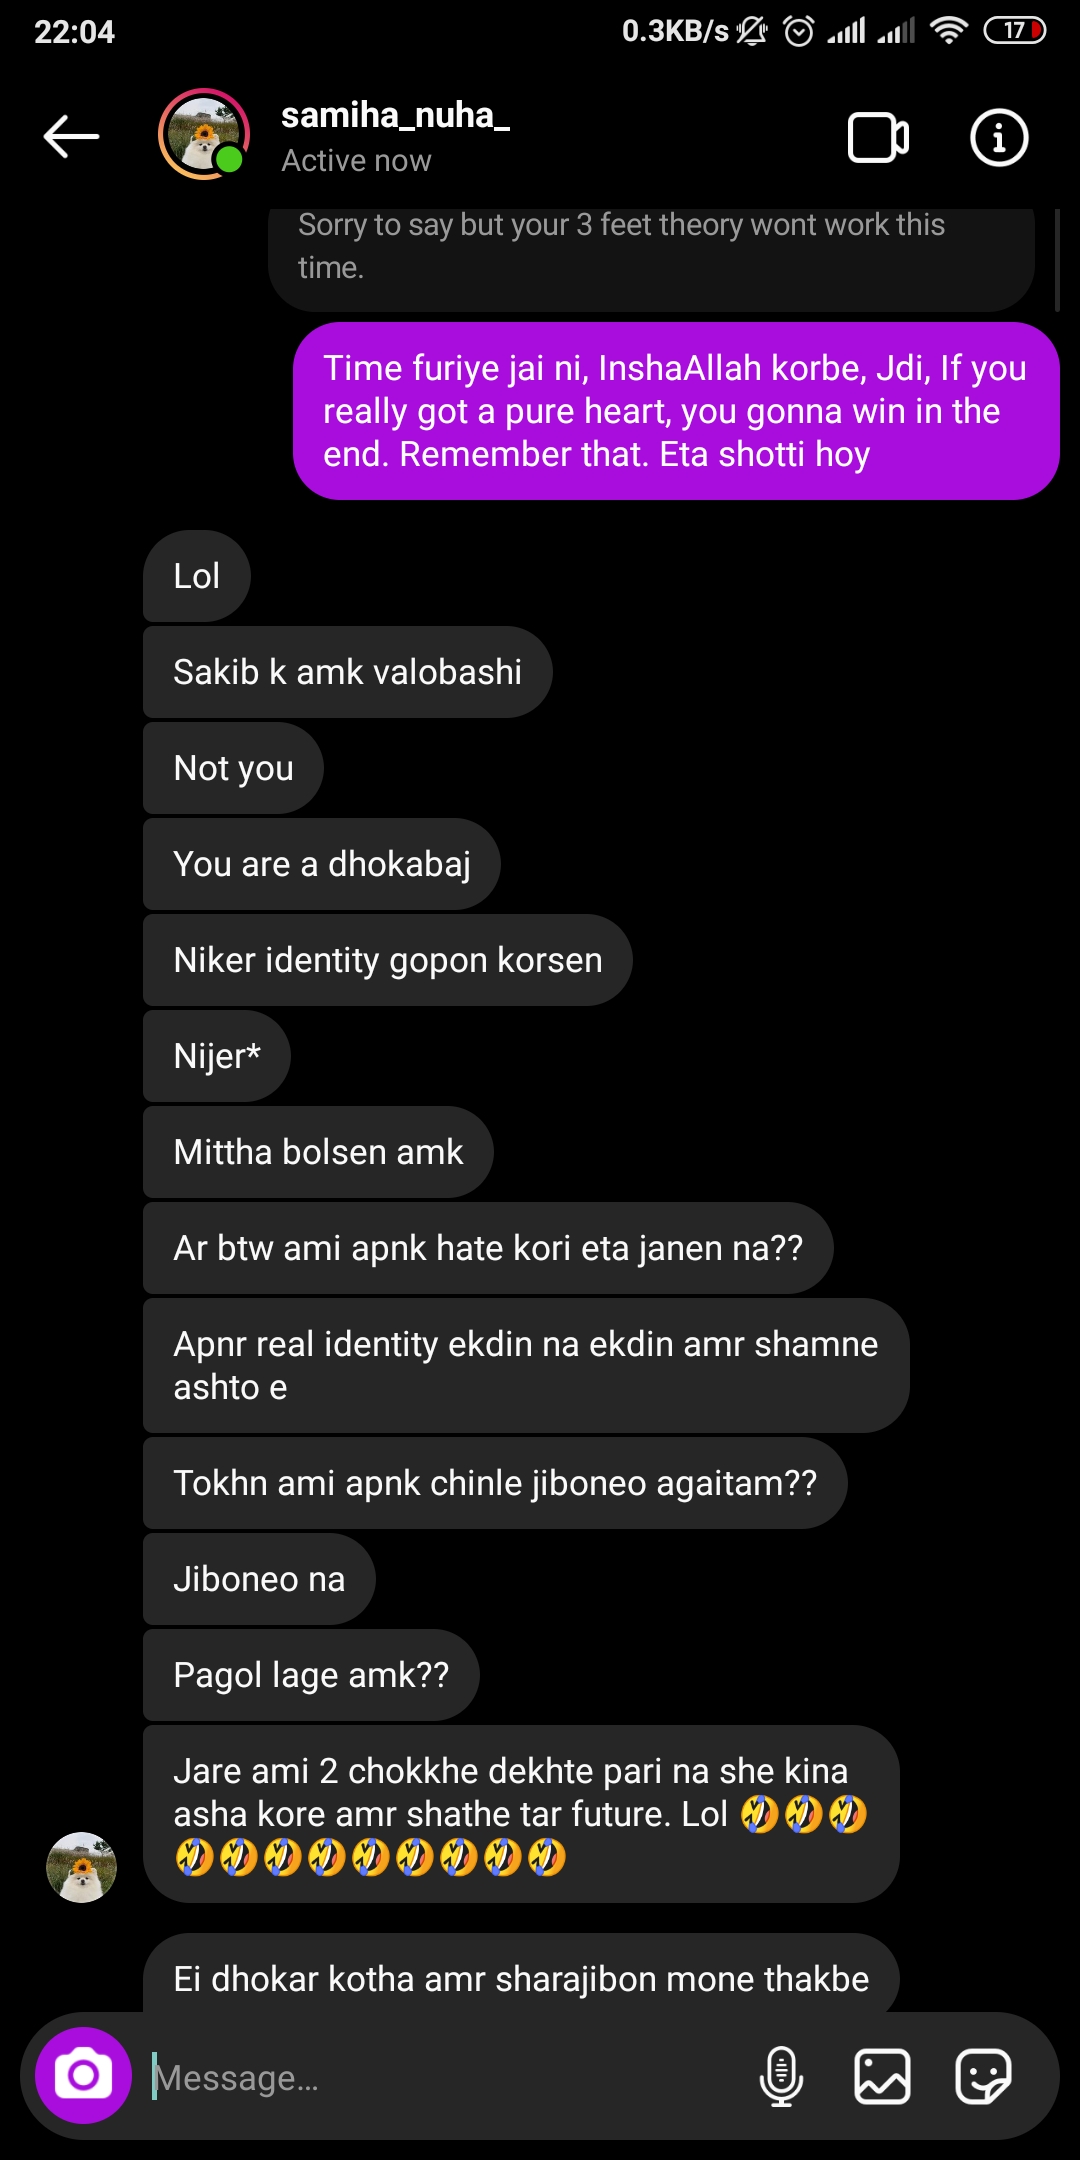 22:04
0.3KB/s
17
samiha_nuha_
Active now
Sorry to say but your 3 feet theory wont work this
time.
Time furiye jai ni, InshaAllah korbe, Jdi, If you
really got a pure heart, you gonna win in the
end. Remember that. Eta shotti hoy
Lol
Sakib k amk valobashi
Not you
You are a dhokabaj
Niker identity gopon korsen
Nijer*
Mittha bolsen amk
Ar btw ami apnk hate kori eta janen na??
Apnr real identity ekdin na ekdin amr shamne
ashto e
Tokhn ami apnk chinle jiboneo agaitam??
Jiboneo na
Pagol lage amk??
Jare ami 2 chokkhe dekhte pari na she kina
asha kore amr shathe tar future. Lol 🤣🤣🤣
🤣🤣🤣🤣🤣🤣🤣🤣🤣
Ei dhokar kotha amr sharajibon mone thakbe
Message...